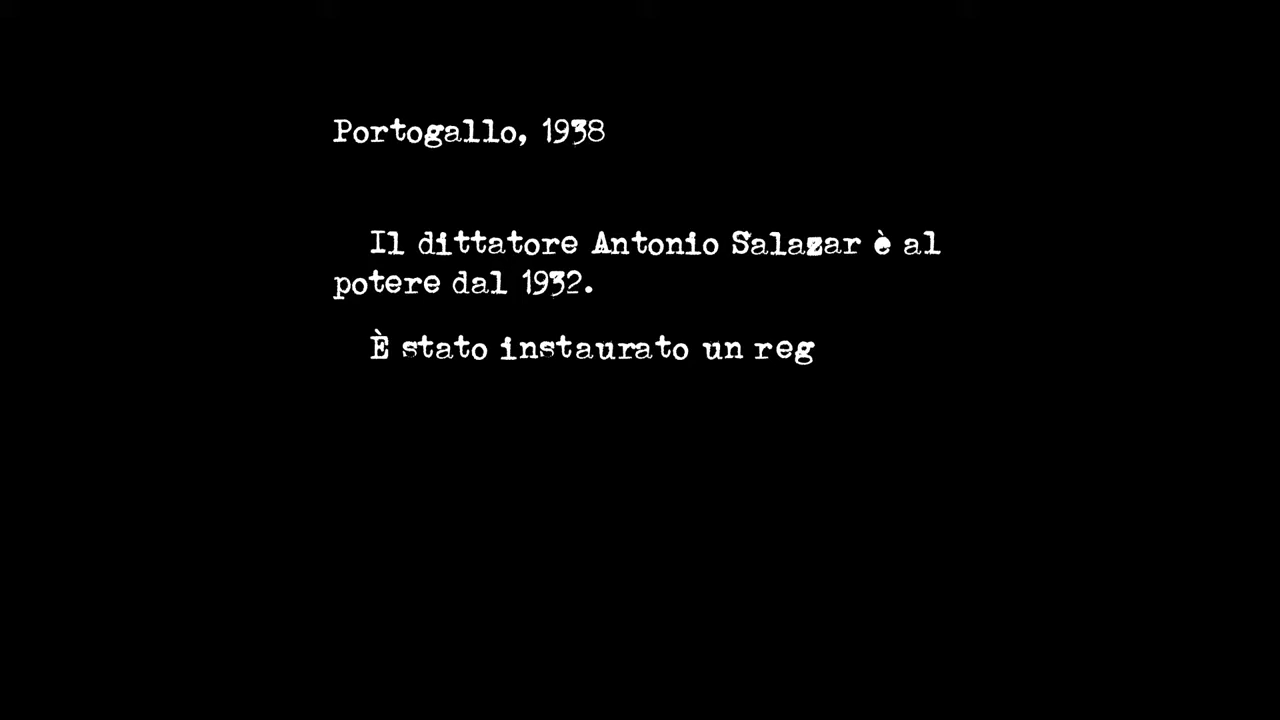 Portogallo, 1938
Il dittatore Antonio Salazar è al
potere dal 1932.
È stato instaurato un reg